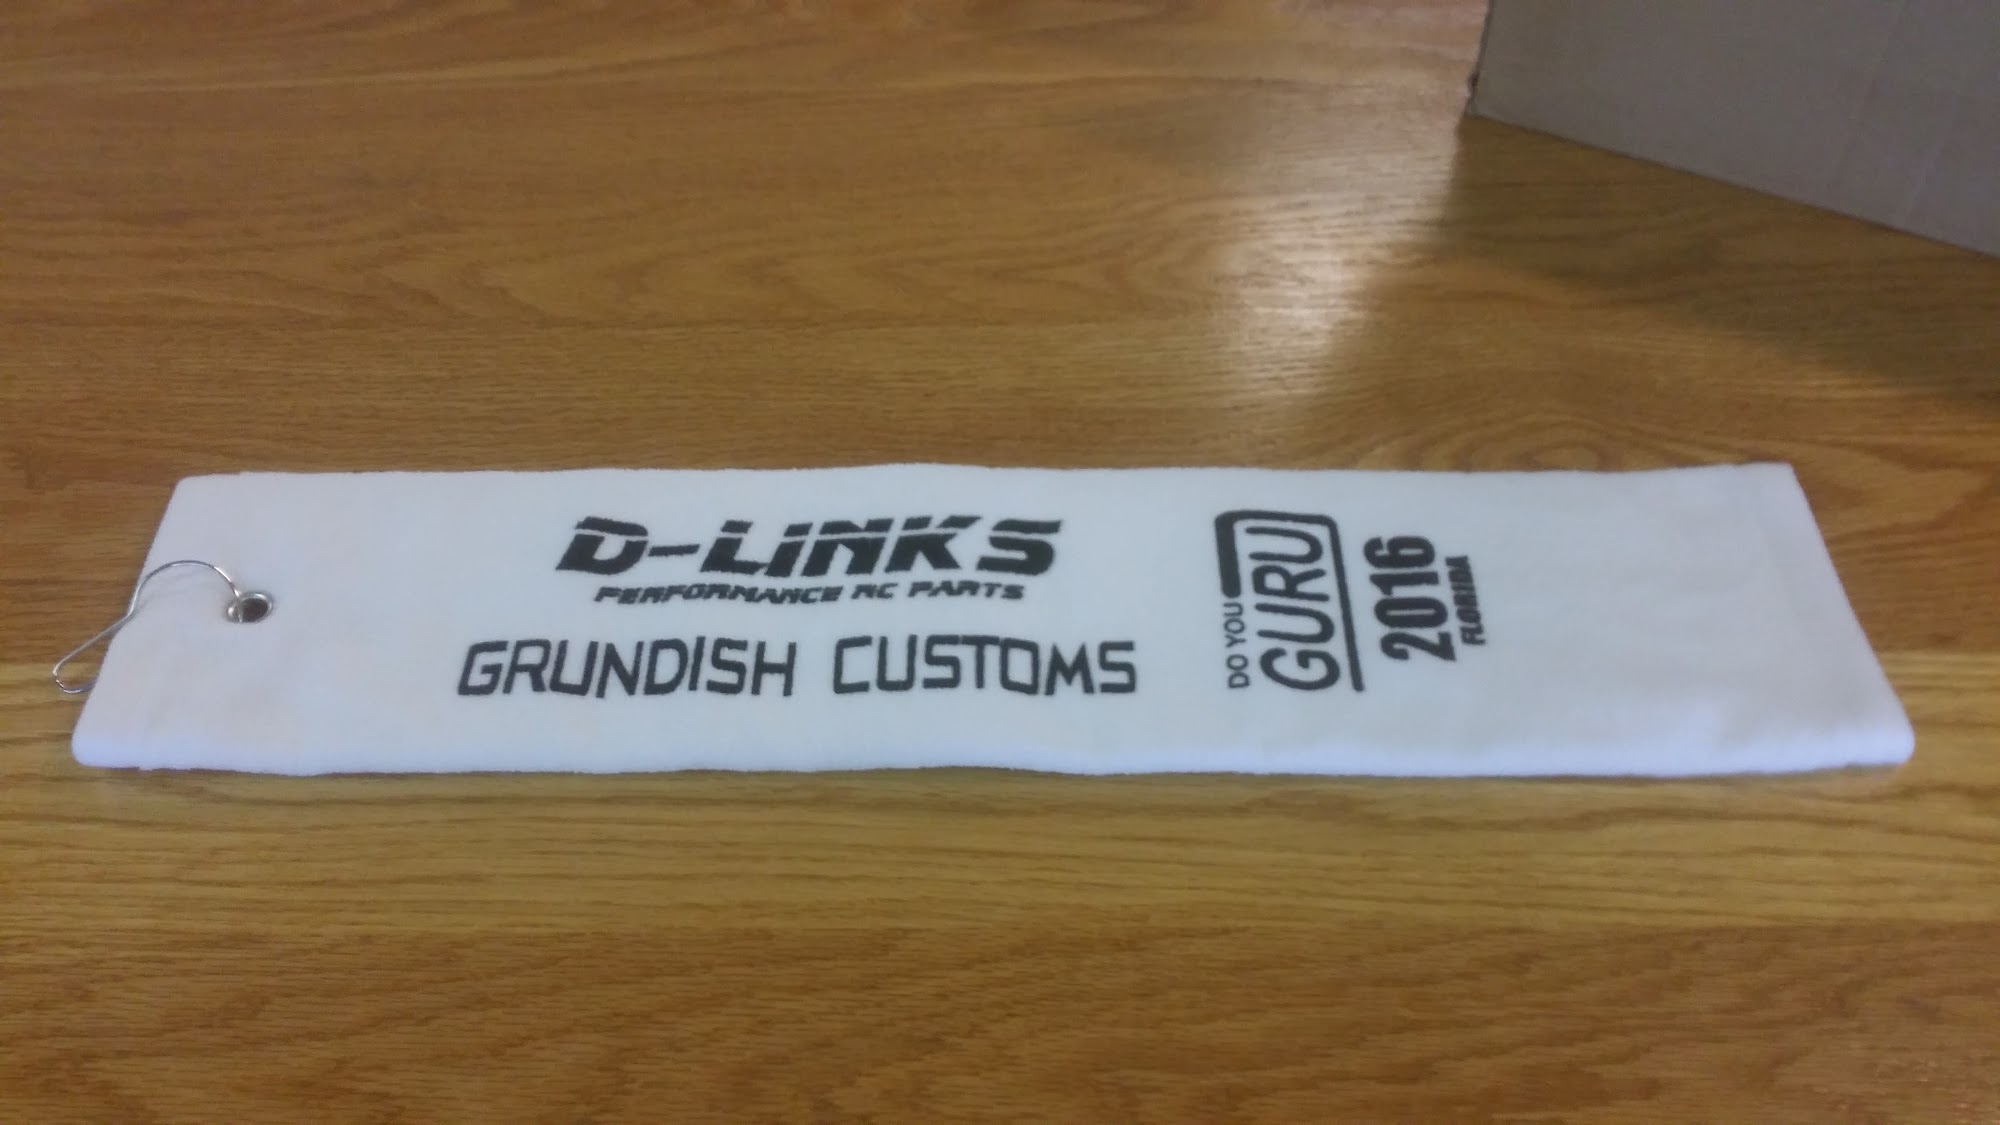 D-LINKS
PERFORMANCE RC PARTS
GRUNDISH CUSTOMS
DO YOU
GURU
2016
FLORIDA